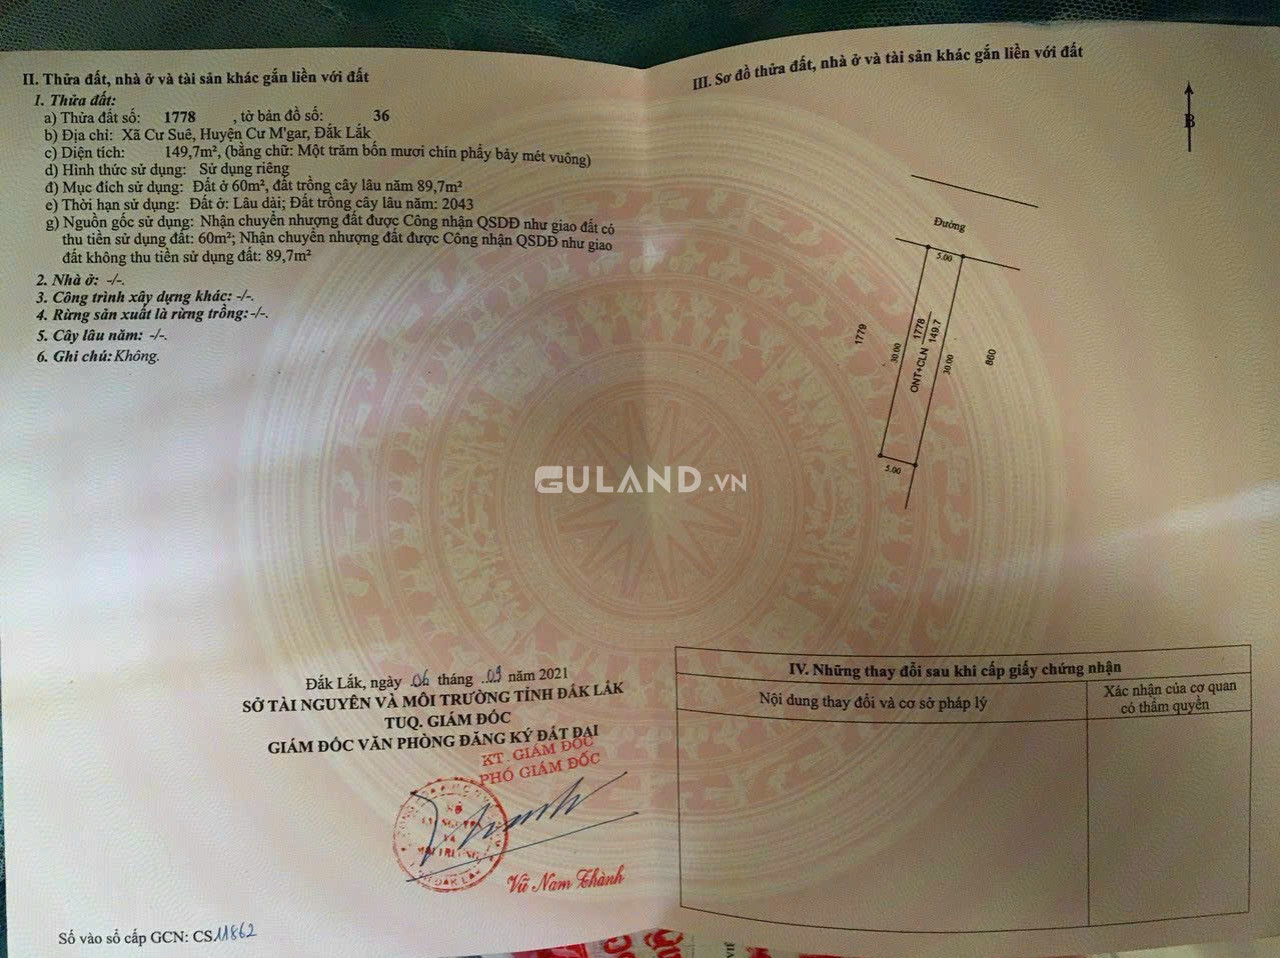 II. Thửa đất, nhà ở và tài sản khác gắn liền với đất
1. Thửa đất:
a) Thửa đất số: 1778 , tờ bản đồ số: 36
b) Địa chỉ: Xã Cư Suê, Huyện Cư M'gar, Đắk Lắk
c) Diện tích: 149,7m², (bằng chữ: Một trăm bốn mươi chín phẩy bảy mét vuông)
d) Hình thức sử dụng: Sử dụng riêng
đ) Mục đích sử dụng: Đất ở 60m², đất trồng cây lâu năm 89,7m²
e) Thời hạn sử dụng: Đất ở: Lâu dài; Đất trồng cây lâu năm: 2043
g) Nguồn gốc sử dụng: Nhận chuyển nhượng đất được Công nhận QSDĐ như giao đất có
thu tiền sử dụng đất: 60m²; Nhận chuyển nhượng đất được Công nhận QSDĐ như giao
đất không thu tiền sử dụng đất: 89,7m²
2. Nhà ở: -/-.
3. Công trình xây dựng khác: -/-.
4. Rừng sản xuất là rừng trồng: -/-.
5. Cây lâu năm: -/-.
6. Ghi chú: Không.
Đắk Lắk, ngày 06 tháng 09 năm 2021
SỞ TÀI NGUYÊN VÀ MÔI TRƯỜNG TỈNH ĐẮK LẮK
TUQ. GIÁM ĐỐC
GIÁM ĐỐC VĂN PHÒNG ĐĂNG KÝ ĐẤT ĐAI
KT. GIÁM ĐỐC
PHÓ GIÁM ĐỐC
SỞ
TÀI NGUYÊN
VÀ
MÔI TRƯỜNG
Vũ Nam Thành
Số vào sổ cấp GCN: CS11862
III. Sơ đồ thửa đất, nhà ở và tài sản khác gắn liền với đất
B
Đường
5.00
1779
30.00
ONT+CLN 1778
149.7
30.00
860
5.00
GULAND.VN
IV. Những thay đổi sau khi cấp giấy chứng nhận
Nội dung thay đổi và cơ sở pháp lý
Xác nhận của cơ quan
có thẩm quyền